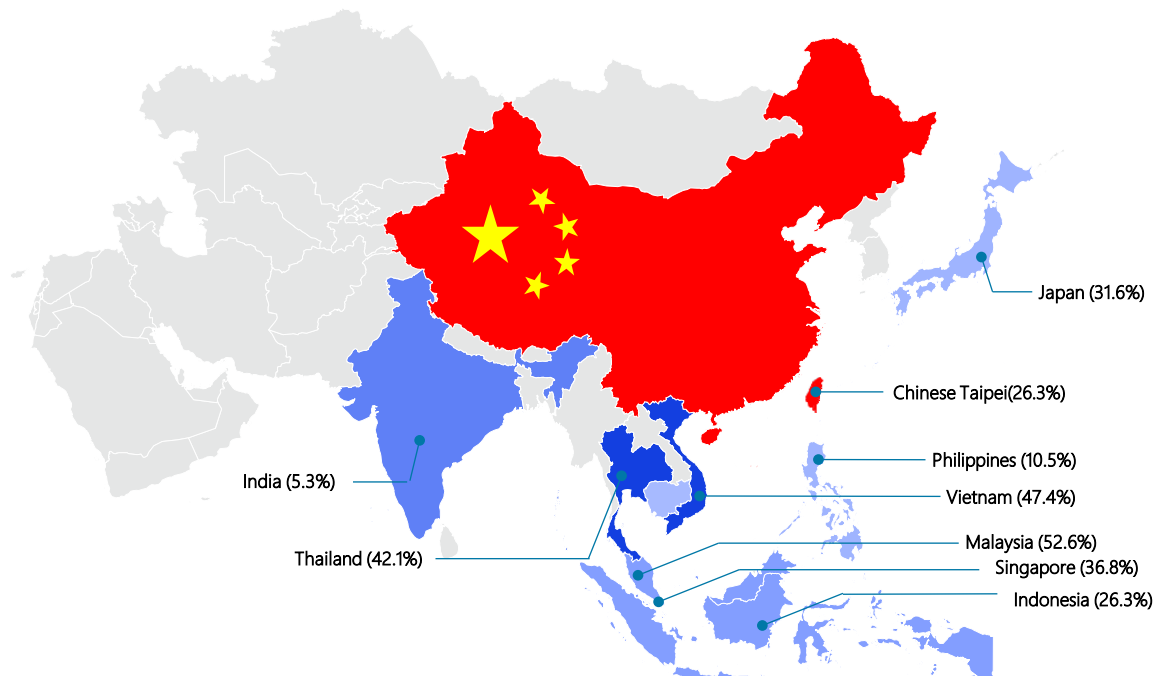 Japan (31.6%)
Chinese Taipei(26.3%)
Philippines (10.5%)
India (5.3%)
Vietnam (47.4%)
Malaysia (52.6%)
Thailand (42.1%)
Singapore (36.8%)
Indonesia (26.3%)